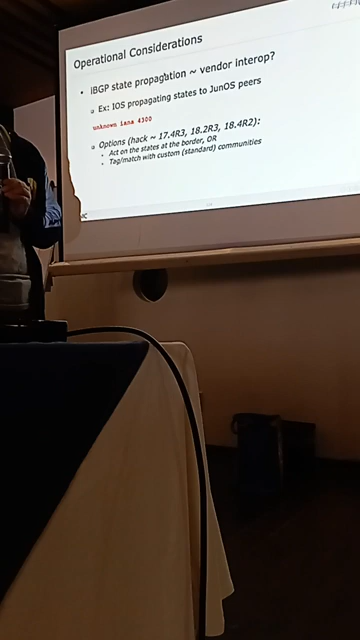 Operational Considerations
• iBGP state propagation ~ vendor interop?
Ex: IOS propagating states to JunOS peers
unknown iana 4300
Options (hack ~ 17.4R3, 18.2R3, 18.4R2):
• Act on the states at the border, OR
• Tag/match with custom (standard) communities